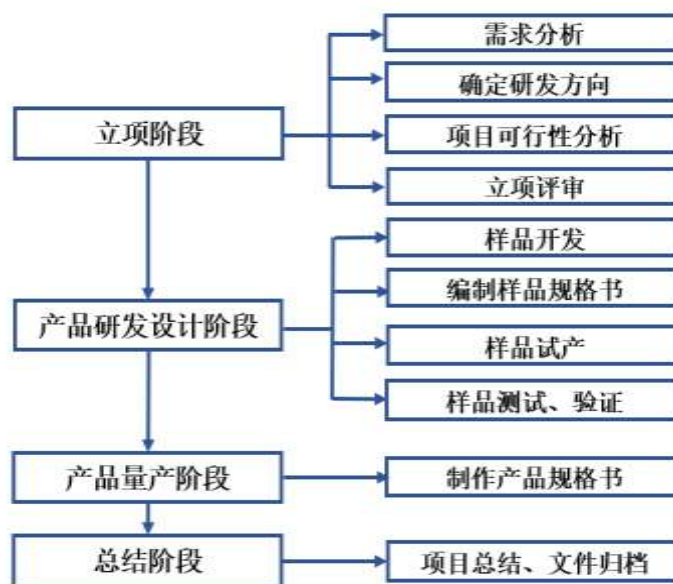 立项阶段
需求分析
确定研发方向
项目可行性分析
立项评审
产品研发设计阶段
样品开发
编制样品规格书
样品试产
样品测试、验证
产品量产阶段
制作产品规格书
总结阶段
项目总结、文件归档